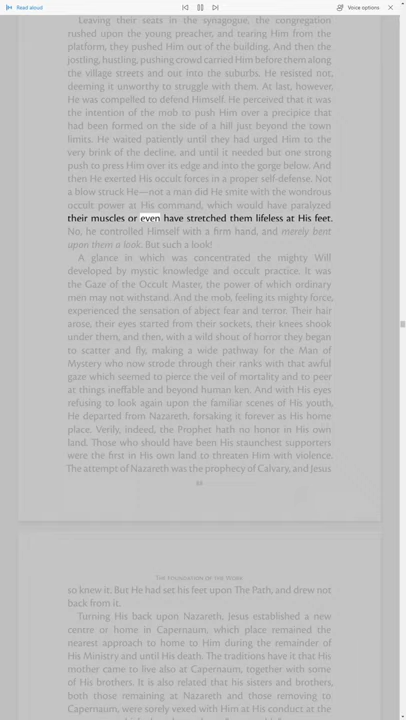 Read aloud
Voice options
Leaving their seats in the synagogue, the congregation
rushed upon the young preacher, and tearing Him from the
platform, they pushed Him out of the building. And then the
jostling, hustling, pushing crowd carried Him before them along
the village streets and out into the suburbs. He resisted not,
deeming it unworthy to struggle with them. At last, however,
He was compelled to defend Himself. He perceived that it was
the intention of the mob to push Him over a precipice that
had been formed on the side of a hill just beyond the town
limits. He waited patiently until they had urged Him to the
very brink of the decline, and until it needed but one strong
push to press Him over its edge and into the gorge below. And
then He exerted His occult forces in a proper self-defense. Not
a blow struck He—not a man did He smite with the wondrous
occult power at His command, which would have paralyzed
their muscles or even have stretched them lifeless at His feet.
No, he controlled Himself with a firm hand, and merely bent
upon them a look. But such a look!
A glance in which was concentrated the mighty Will
developed by mystic knowledge and occult practice. It was
the Gaze of the Occult Master, the power of which ordinary
men may not withstand. And the mob, feeling its mighty force,
experienced the sensation of abject fear and terror. Their hair
arose, their eyes started from their sockets, their knees shook
under them, and then, with a wild shout of horror they began
to scatter and fly, making a wide pathway for the Man of
Mystery who now strode through their ranks with that awful
gaze which seemed to pierce the veil of mortality and to peer
at things ineffable and beyond human ken. And with His eyes
refusing to look again upon the familiar scenes of His youth,
He departed from Nazareth, forsaking it forever as His home
place. Verily, indeed, the Prophet hath no honor in His own
land. Those who should have been His staunchest supporters
were the first in His own land to threaten Him with violence.
The attempt of Nazareth was the prophecy of Calvary, and Jesus
The Foundation of the Work
so knew it. But He had set his feet upon The Path, and drew not
back from it.
Turning His back upon Nazareth, Jesus established a new
centre or home in Capernaum, which place remained the
nearest approach to home to Him during the remainder of
His Ministry and until His death. The traditions have it that His
mother came to live also at Capernaum, together with some
of His brothers. It is also related that his sisters and brothers,
both those remaining at Nazareth and those removing to
Capernaum, were sorely vexed with Him at His conduct at the